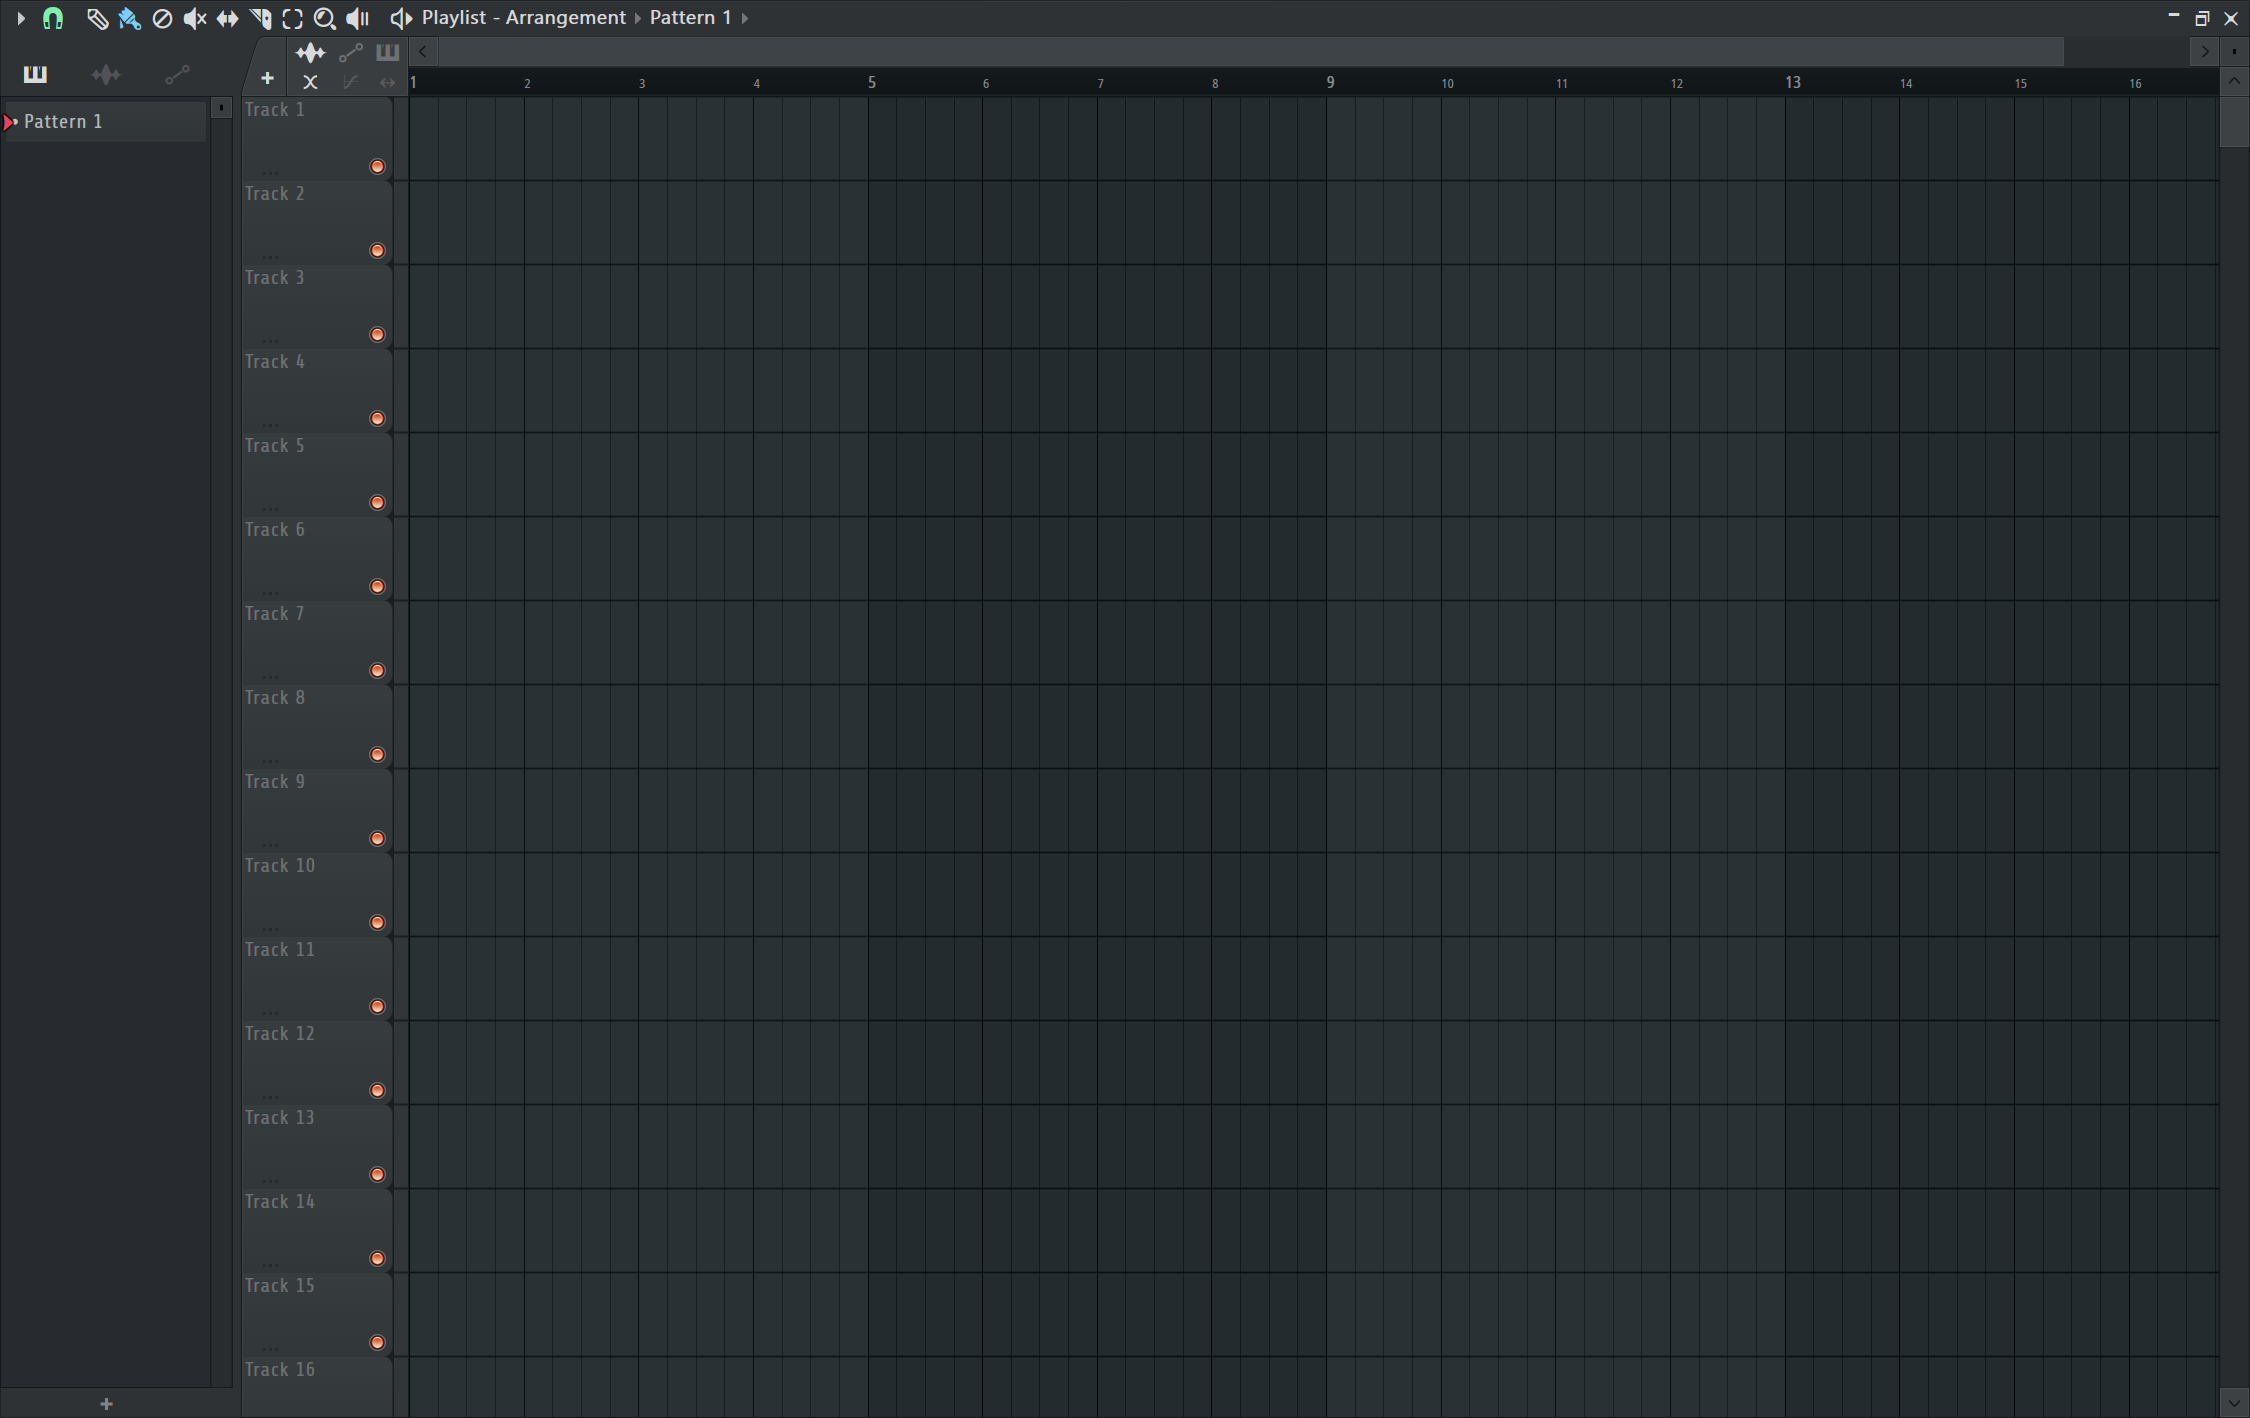 Playlist - Arrangement Pattern 1
1 2 3 4 5 6 7 8 9 10 11 12 13 14 15 16
Pattern 1
Track 1
...
Track 2
...
Track 3
...
Track 4
...
Track 5
...
Track 6
...
Track 7
...
Track 8
...
Track 9
...
Track 10
...
Track 11
...
Track 12
...
Track 13
...
Track 14
...
Track 15
...
Track 16